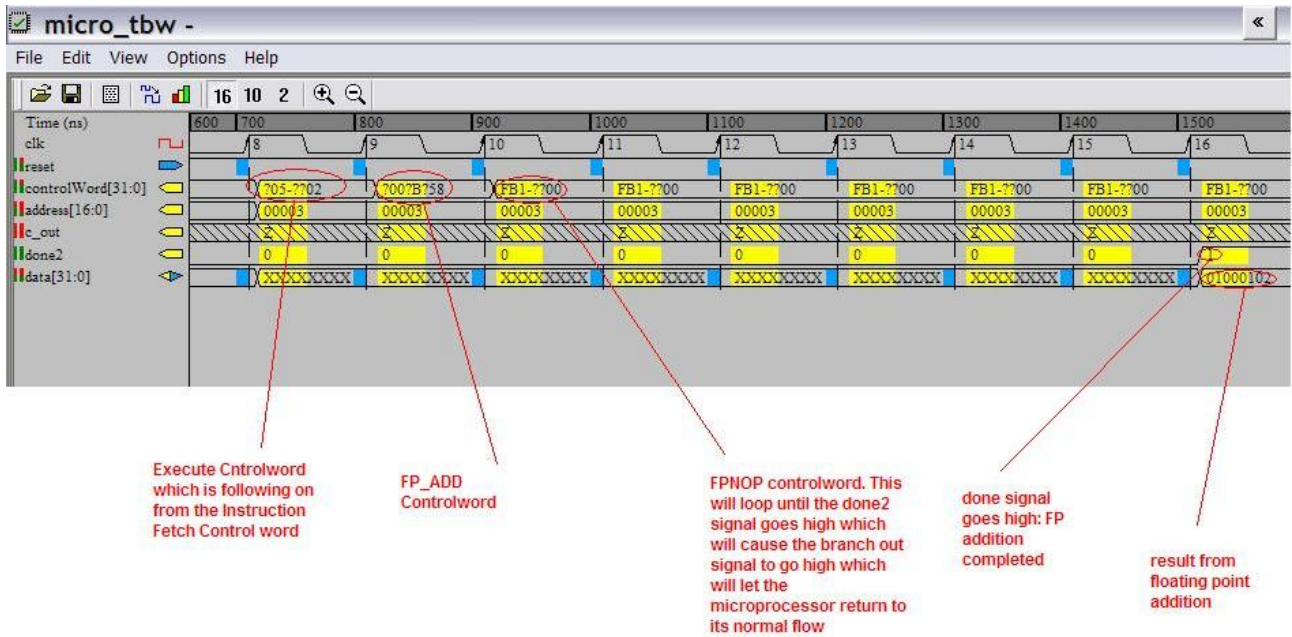 micro_tbw -
«
File Edit View Options Help
16 10 2
Time (ns) 600 700 800 900 1000 1100 1200 1300 1400 1500
clk 8 9 10 11 12 13 14 15 16
reset
controlWord[31:0] ?05-??02 ?00?B?58 FB1-??00 FB1-??00 FB1-??00 FB1-??00 FB1-??00 FB1-??00 FB1-??00
address[16:0] 00003 00003 00003 00003 00003 00003 00003 00003 00003
c_out Z Z Z Z Z Z Z Z Z
done2 0 0 0 0 0 0 0 0
data[31:0] XXXXXXXX XXXXXXXX XXXXXXXX XXXXXXXX XXXXXXXX XXXXXXXX XXXXXXXX XXXXXXXX 01000102
Execute Cntrolword
which is following on
from the Instruction
Fetch Control word
FP_ADD
Controlword
FPNOP controlword. This
will loop until the done2
signal goes high which
will cause the branch out
signal to go high which
will let the
microprocessor return to
its normal flow
done signal
goes high: FP
addition
completed
result from
floating point
addition